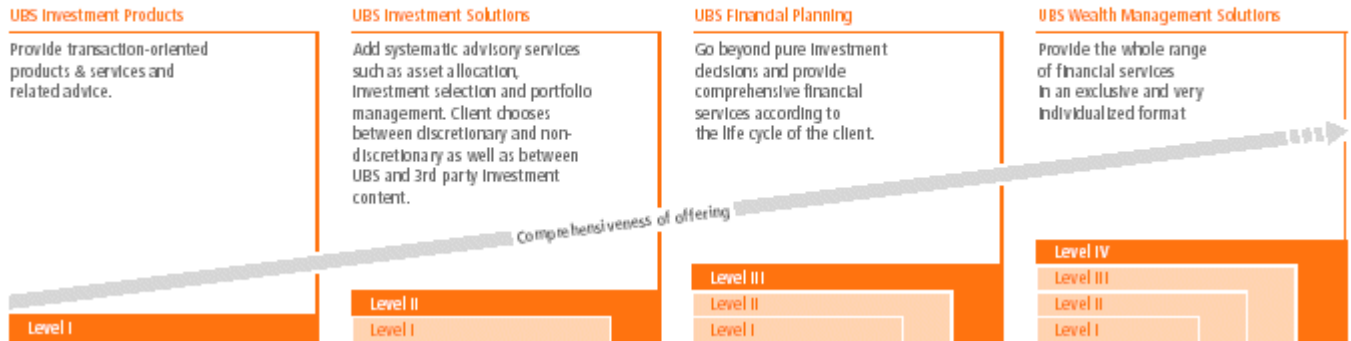 UBS Investment Products
Provide transaction-oriented
products & services and
related advice.
Level I
UBS Investment Solutions
Add systematic advisory services
such as asset allocation,
investment selection and portfolio
management. Client chooses
between discretionary and non-
discretionary as well as between
UBS and 3rd party investment
content.
Level II
Level I
UBS Financial Planning
Go beyond pure investment
decisions and provide
comprehensive financial
services according to
the life cycle of the client.
Level III
Level II
Level I
UBS Wealth Management Solutions
Provide the whole range
of financial services
in an exclusive and very
individualized format
Level IV
Level III
Level II
Level I
Comprehensiveness of offering